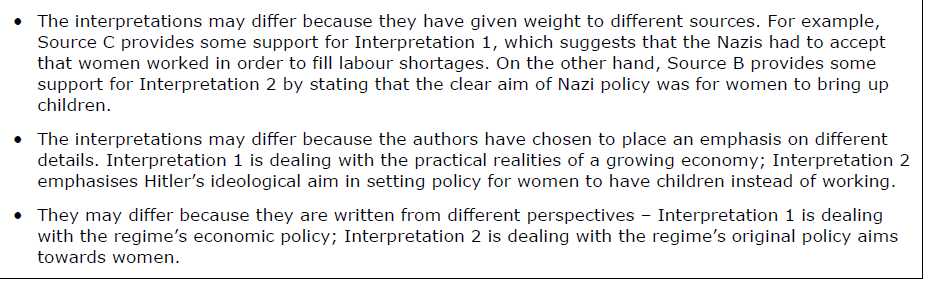 • The interpretations may differ because they have given weight to different sources. For example,
Source C provides some support for Interpretation 1, which suggests that the Nazis had to accept
that women worked in order to fill labour shortages. On the other hand, Source B provides some
support for Interpretation 2 by stating that the clear aim of Nazi policy was for women to bring up
children.
• The interpretations may differ because the authors have chosen to place an emphasis on different
details. Interpretation 1 is dealing with the practical realities of a growing economy; Interpretation 2
emphasises Hitler’s ideological aim in setting policy for women to have children instead of working.
• They may differ because they are written from different perspectives – Interpretation 1 is dealing
with the regime’s economic policy; Interpretation 2 is dealing with the regime’s original policy aims
towards women.